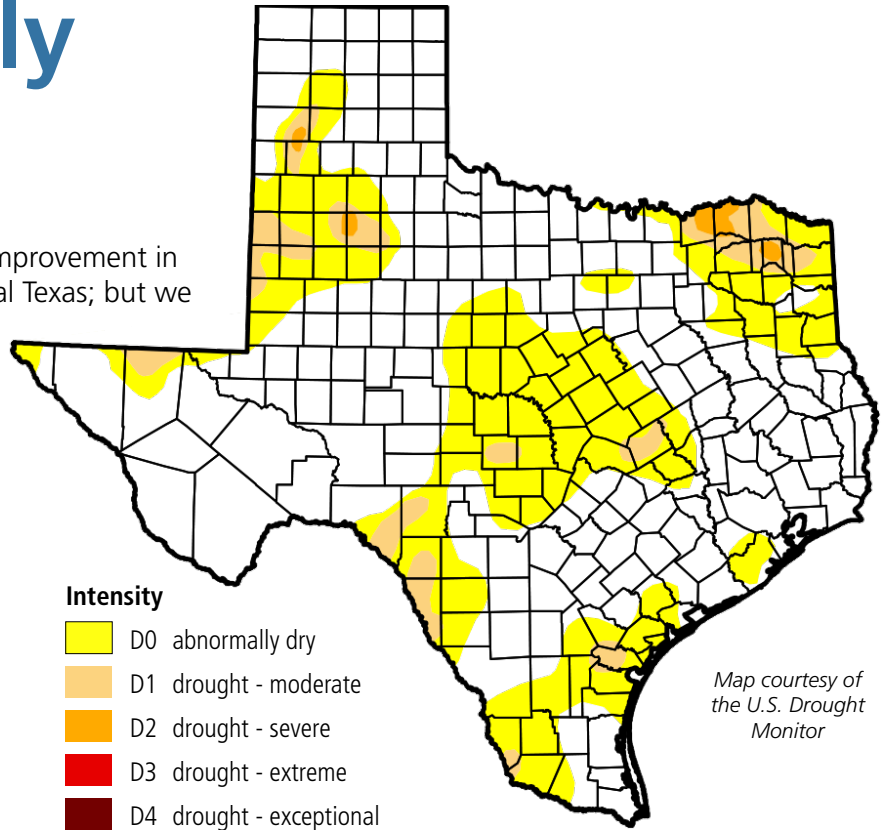 ly
mprovement in
al Texas; but we
Intensity
D0 abnormally dry
D1 drought - moderate
D2 drought - severe
D3 drought - extreme
D4 drought - exceptional
Map courtesy of
the U.S. Drought
Monitor